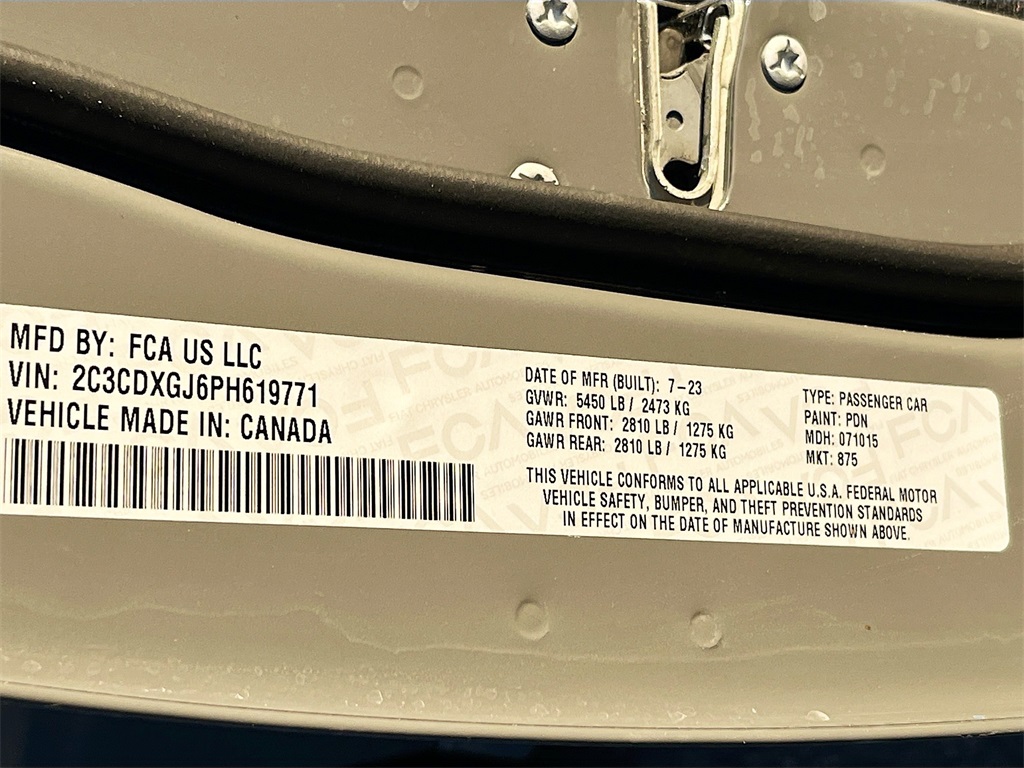 MFD BY: FCA US LLC
VIN: 2C3CDXGJ6PH619771
VEHICLE MADE IN: CANADA
DATE OF MFR (BUILT): 7-23
GVWR: 5450 LB / 2473 KG
GAWR FRONT: 2810 LB / 1275 KG
GAWR REAR: 2810 LB / 1275 KG
TYPE: PASSENGER CAR
PAINT: PDN
MDH: 071015
MKT: 875
THIS VEHICLE CONFORMS TO ALL APPLICABLE U.S.A. FEDERAL MOTOR
VEHICLE SAFETY, BUMPER, AND THEFT PREVENTION STANDARDS
IN EFFECT ON THE DATE OF MANUFACTURE SHOWN ABOVE.